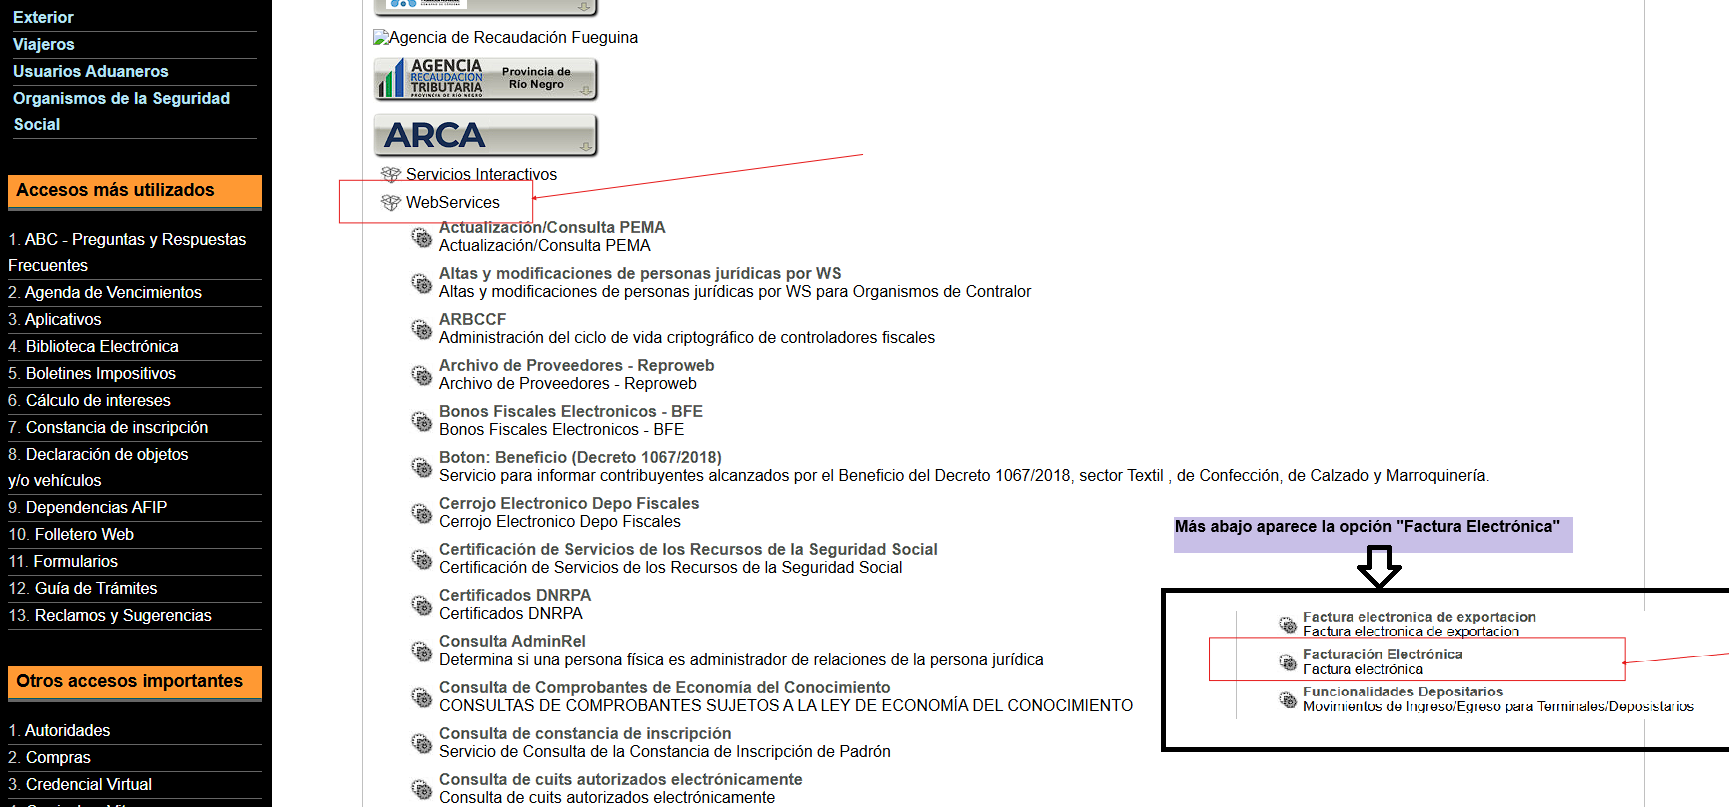 Exterior
Viajeros
Usuarios Aduaneros
Organismos de la Seguridad
Social
Accesos más utilizados
1. ABC - Preguntas y Respuestas
Frecuentes
2. Agenda de Vencimientos
3. Aplicativos
4. Biblioteca Electrónica
5. Boletines Impositivos
6. Cálculo de intereses
7. Constancia de inscripción
8. Declaración de objetos
y/o vehículos
9. Dependencias AFIP
10. Folletero Web
11. Formularios
12. Guía de Trámites
13. Reclamos y Sugerencias
Otros accesos importantes
1. Autoridades
2. Compras
3. Credencial Virtual
Agencia de Recaudación Fueguina
AGENCIA
RECAUDACIÓN
TRIBUTARIA
PROVINCIA DE RÍO NEGRO
Provincia de
Río Negro
ARCA
Servicios Interactivos
WebServices
Actualización/Consulta PEMA
Actualización/Consulta PEMA
Altas y modificaciones de personas jurídicas por WS
Altas y modificaciones de personas jurídicas por WS para Organismos de Contralor
ARBCCF
Administración del ciclo de vida criptográfico de controladores fiscales
Archivo de Proveedores - Reproweb
Archivo de Proveedores - Reproweb
Bonos Fiscales Electronicos - BFE
Bonos Fiscales Electronicos - BFE
Boton: Beneficio (Decreto 1067/2018)
Servicio para informar contribuyentes alcanzados por el Beneficio del Decreto 1067/2018, sector Textil , de Confección, de Calzado y Marroquinería.
Cerrojo Electronico Depo Fiscales
Cerrojo Electronico Depo Fiscales
Certificación de Servicios de los Recursos de la Seguridad Social
Certificación de Servicios de los Recursos de la Seguridad Social
Certificados DNRPA
Certificados DNRPA
Consulta AdminRel
Determina si una persona física es administrador de relaciones de la persona jurídica
Consulta de Comprobantes de Economía del Conocimiento
CONSULTAS DE COMPROBANTES SUJETOS A LA LEY DE ECONOMÍA DEL CONOCIMIENTO
Consulta de constancia de inscripción
Servicio de Consulta de la Constancia de Inscripción de Padrón
Consulta de cuits autorizados electrónicamente
Consulta de cuits autorizados electrónicamente
Más abajo aparece la opción "Factura Electrónica"
Factura electronica de exportacion
Factura electronica de exportacion
Facturación Electrónica
Factura electrónica
Funcionalidades Depositarios
Movimientos de Ingreso/Egreso para Terminales/Deposistarios